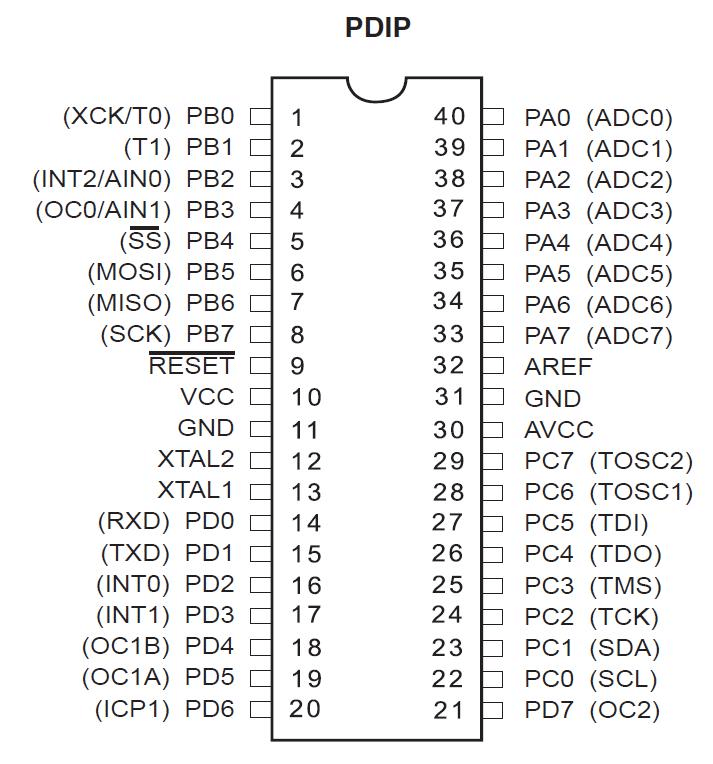 PDIP
(XCK/T0) PB0 1 40 PA0 (ADC0)
(T1) PB1 2 39 PA1 (ADC1)
(INT2/AIN0) PB2 3 38 PA2 (ADC2)
(OC0/AIN1) PB3 4 37 PA3 (ADC3)
(S̅S̅) PB4 5 36 PA4 (ADC4)
(MOSI) PB5 6 35 PA5 (ADC5)
(MISO) PB6 7 34 PA6 (ADC6)
(SCK) PB7 8 33 PA7 (ADC7)
R̅E̅S̅E̅T̅ 9 32 AREF
VCC 10 31 GND
GND 11 30 AVCC
XTAL2 12 29 PC7 (TOSC2)
XTAL1 13 28 PC6 (TOSC1)
(RXD) PD0 14 27 PC5 (TDI)
(TXD) PD1 15 26 PC4 (TDO)
(INT0) PD2 16 25 PC3 (TMS)
(INT1) PD3 17 24 PC2 (TCK)
(OC1B) PD4 18 23 PC1 (SDA)
(OC1A) PD5 19 22 PC0 (SCL)
(ICP1) PD6 20 21 PD7 (OC2)